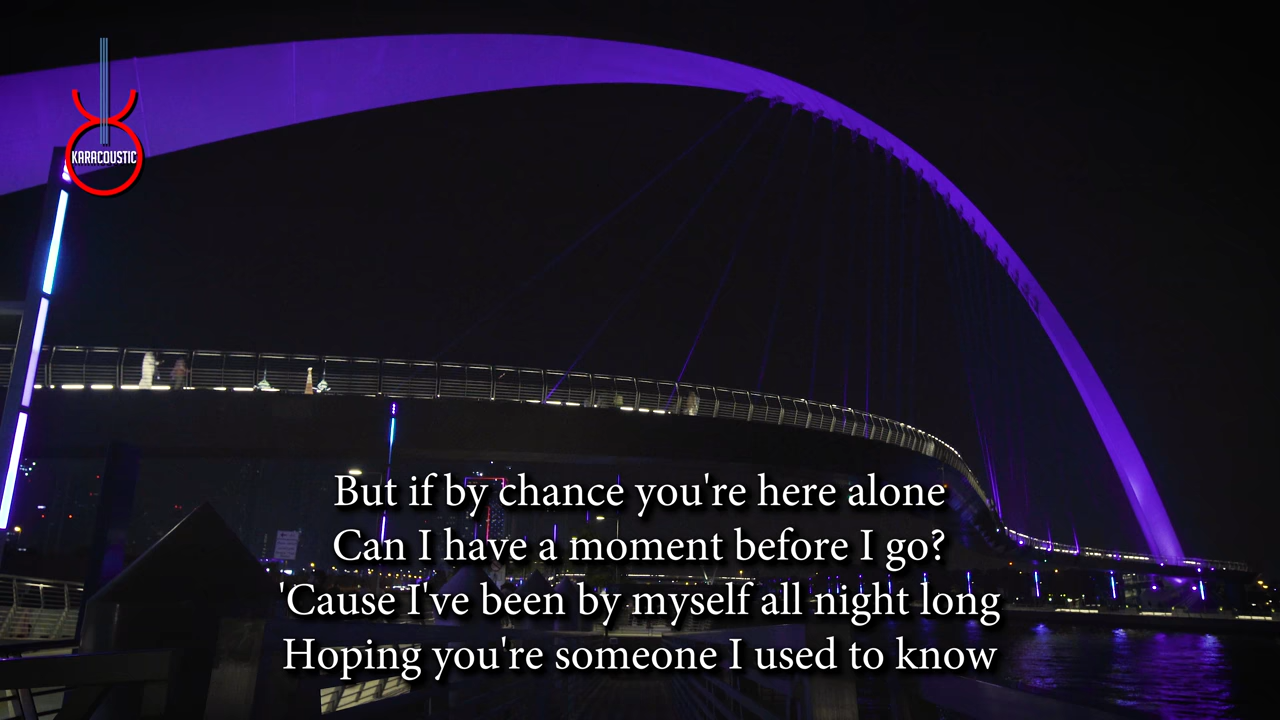 KARACOUSTIC
But if by chance you're here alone
Can I have a moment before I go?
'Cause I've been by myself all night long
Hoping you're someone I used to know